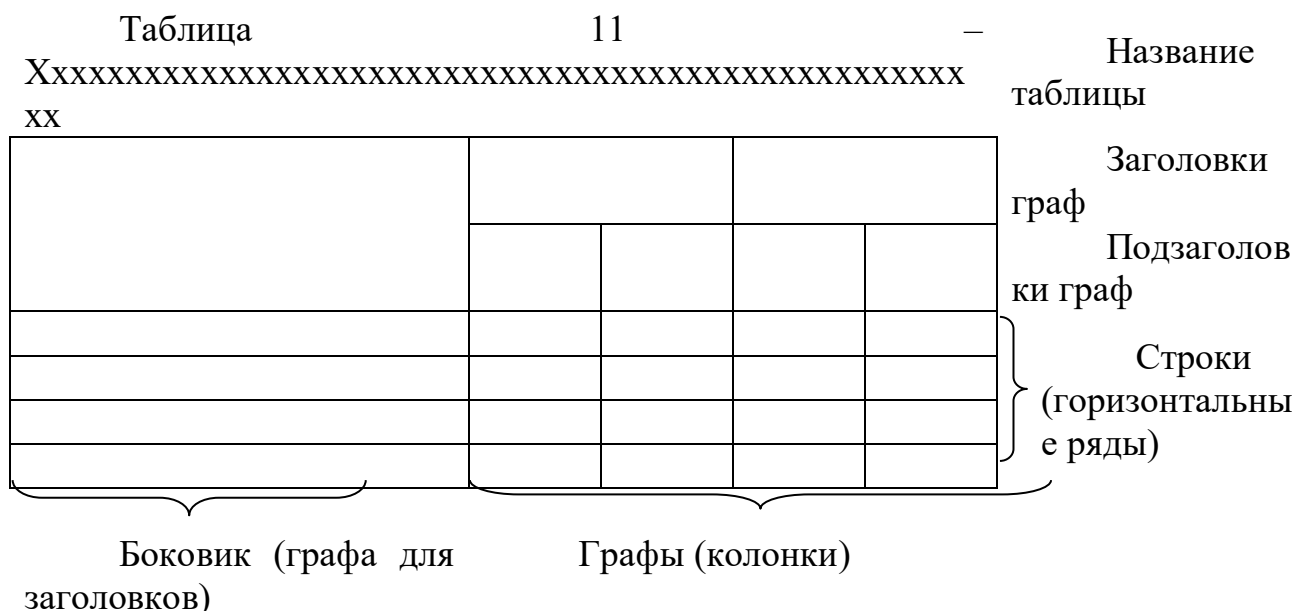 Таблица 11 –
Хххххххххххххххххххххххххххххххххххххххххххххххххх
хх
Название
таблицы
Заголовки
граф
Подзаголов
ки граф
Строки
(горизонтальны
е ряды)
Боковик (графа для
заголовков)
Графы (колонки)